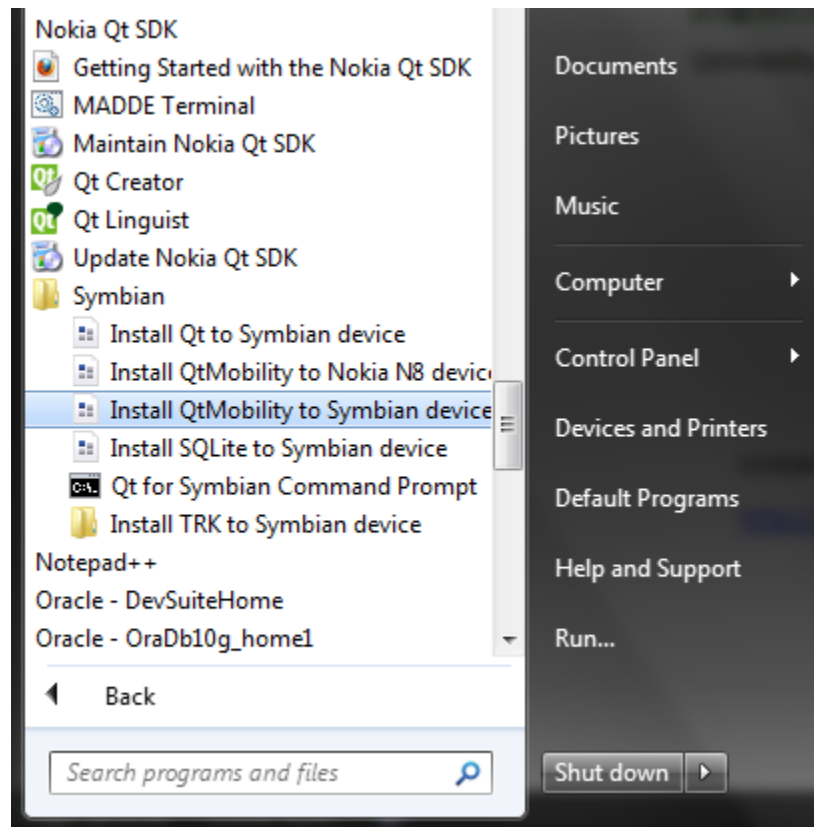 Nokia Qt SDK
Getting Started with the Nokia Qt SDK
MADDE Terminal
Maintain Nokia Qt SDK
Qt Creator
Qt Linguist
Update Nokia Qt SDK
Symbian
Install Qt to Symbian device
Install QtMobility to Nokia N8 devic
Install QtMobility to Symbian device
Install SQLite to Symbian device
Qt for Symbian Command Prompt
Install TRK to Symbian device
Notepad++
Oracle - DevSuiteHome
Oracle - OraDb10g_home1
Back
Search programs and files
Documents
Pictures
Music
Computer
Control Panel
Devices and Printers
Default Programs
Help and Support
Run...
Shut down